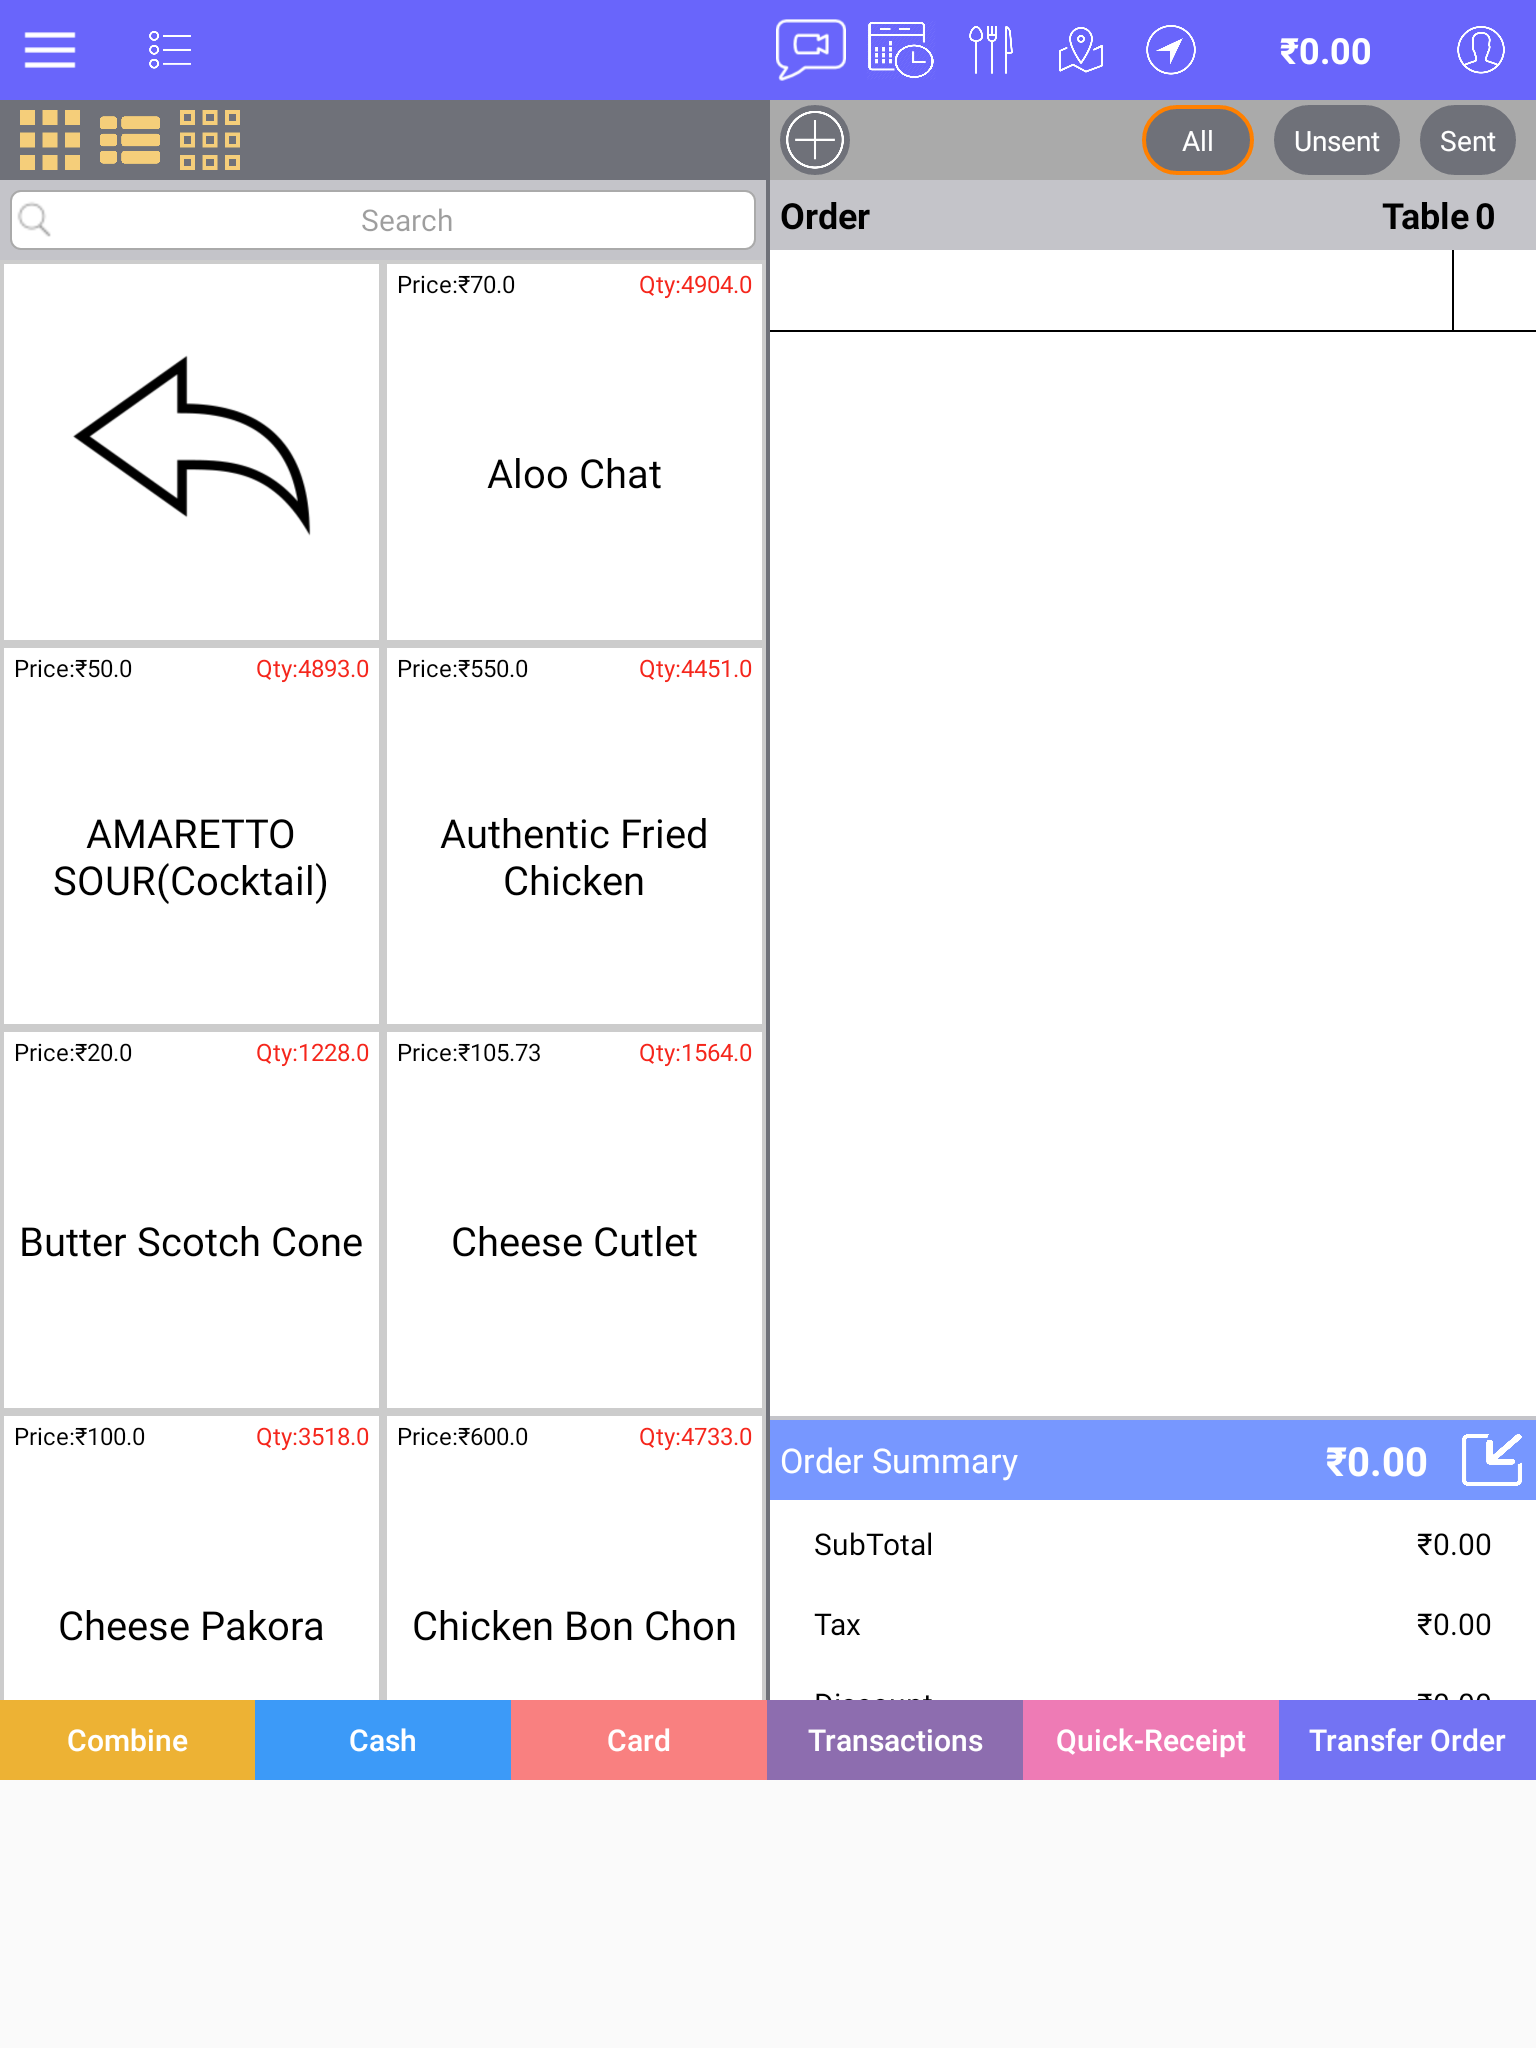 ₹0.00
All
Unsent
Sent
Search
Order
Table 0
Price:₹70.0
Qty:4904.0
Aloo Chat
Price:₹50.0
Qty:4893.0
AMARETTO
SOUR(Cocktail)
Price:₹550.0
Qty:4451.0
Authentic Fried
Chicken
Price:₹20.0
Qty:1228.0
Butter Scotch Cone
Price:₹105.73
Qty:1564.0
Cheese Cutlet
Price:₹100.0
Qty:3518.0
Cheese Pakora
Price:₹600.0
Qty:4733.0
Chicken Bon Chon
Order Summary
₹0.00
SubTotal
₹0.00
Tax
₹0.00
Discount
₹0.00
Combine
Cash
Card
Transactions
Quick-Receipt
Transfer Order